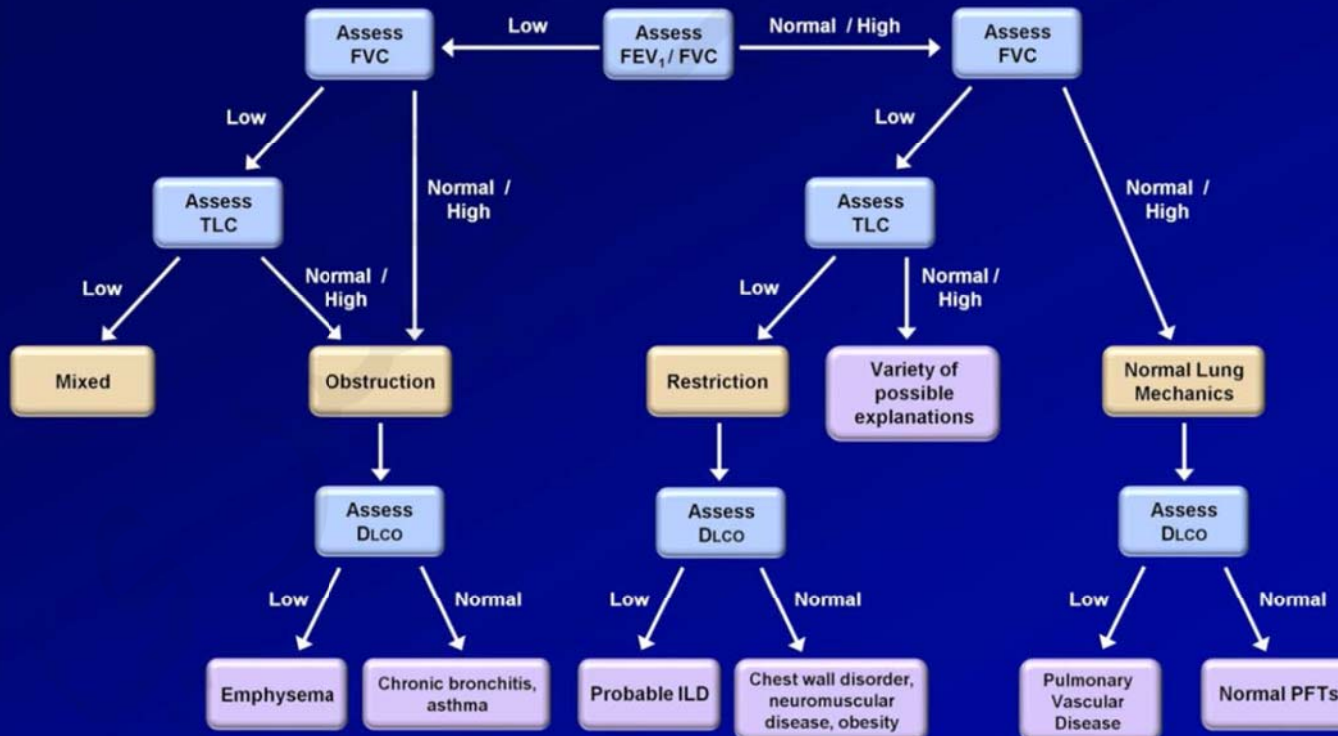 Assess
FVC
Low
Assess
FEV₁ / FVC
Normal / High
Assess
FVC
Low
Normal /
High
Low
Normal /
High
Assess
TLC
Assess
TLC
Low
Normal /
High
Low
Normal /
High
Mixed
Obstruction
Restriction
Variety of
possible
explanations
Normal Lung
Mechanics
Assess
DLCO
Assess
DLCO
Assess
DLCO
Low
Normal
Low
Normal
Low
Normal
Emphysema
Chronic bronchitis,
asthma
Probable ILD
Chest wall disorder,
neuromuscular
disease, obesity
Pulmonary
Vascular
Disease
Normal PFTs